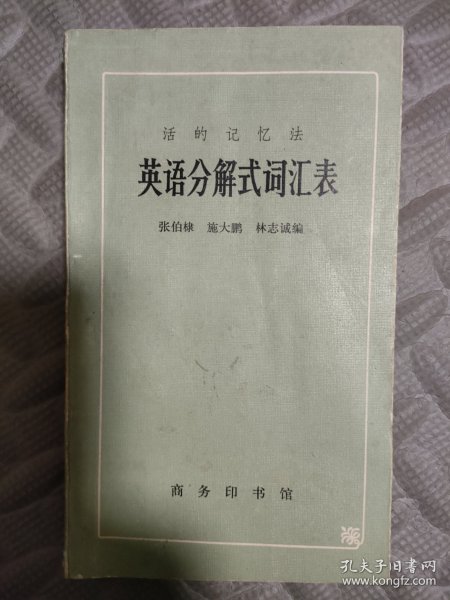 活的记忆法
英语分解式词汇表
张伯棣 施大鹏 林志诚编
商务印书馆
孔夫子旧书网
www.kongfz.com